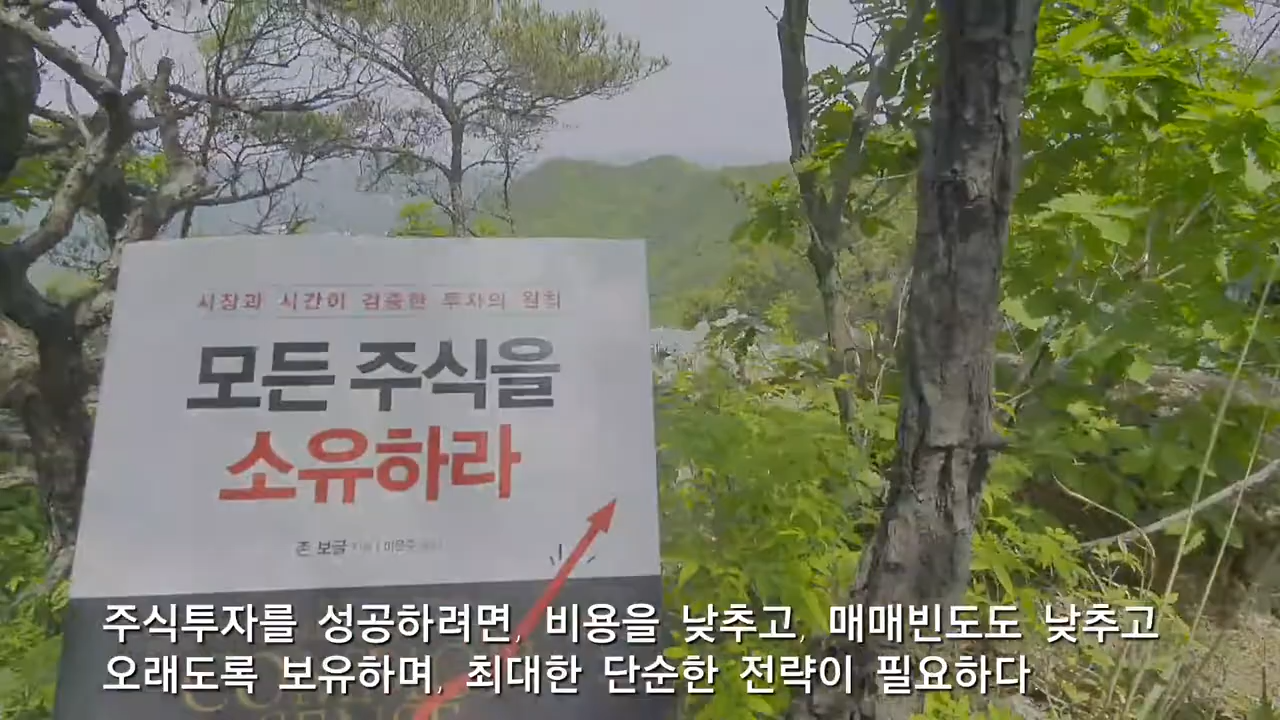 시장과 시간이 검증한 투자의 원칙
모든 주식을
소유하라
존 보글
주식투자를 성공하려면, 비용을 낮추고, 매매빈도도 낮추고
오래도록 보유하며, 최대한 단순한 전략이 필요하다